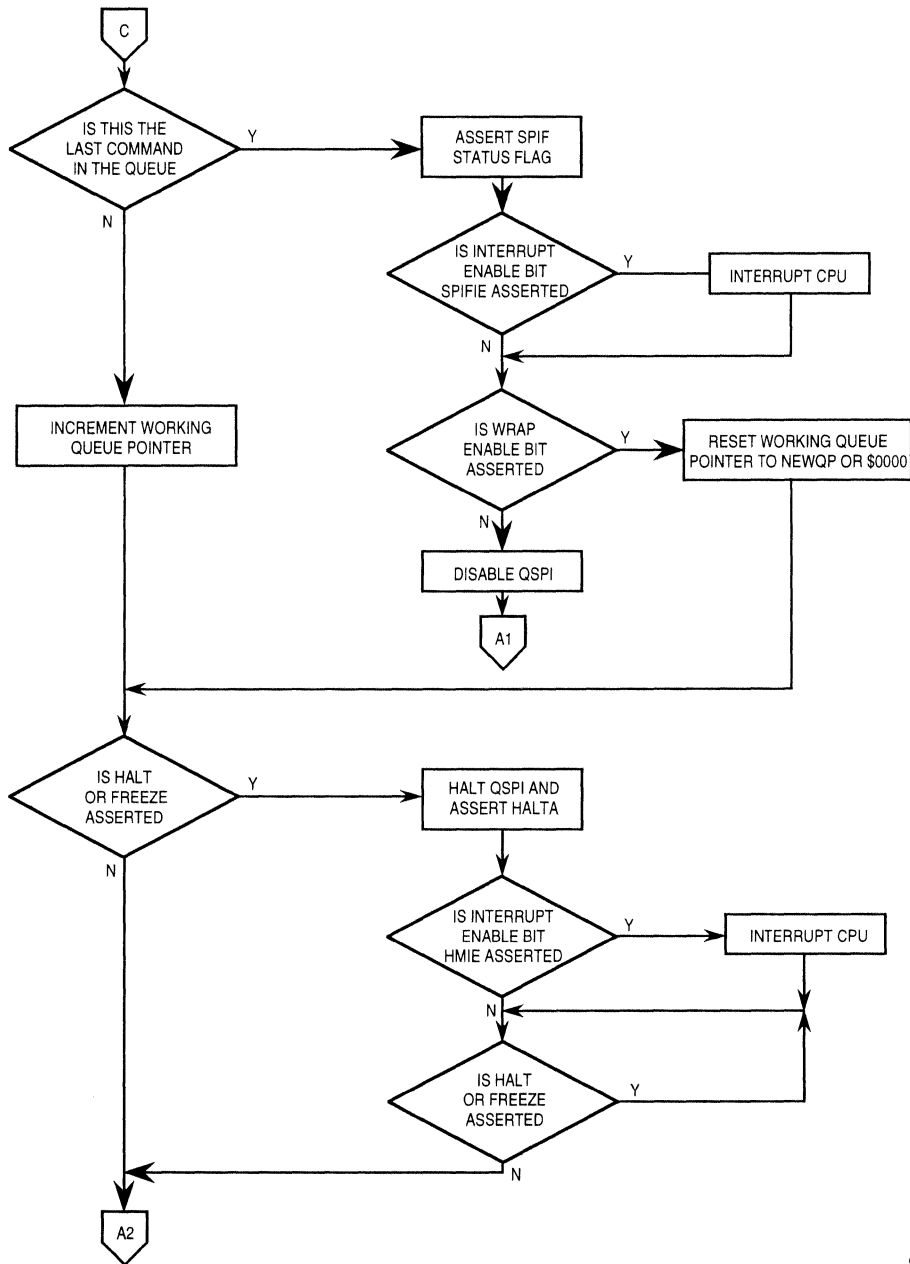 C
IS THIS THE
LAST COMMAND
IN THE QUEUE
Y
N
ASSERT SPIF
STATUS FLAG
IS INTERRUPT
ENABLE BIT
SPIFIE ASSERTED
Y
N
INTERRUPT CPU
INCREMENT WORKING
QUEUE POINTER
IS WRAP
ENABLE BIT
ASSERTED
Y
N
RESET WORKING QUEUE
POINTER TO NEWQP OR $0000
DISABLE QSPI
A1
IS HALT
OR FREEZE
ASSERTED
Y
N
HALT QSPI AND
ASSERT HALTA
IS INTERRUPT
ENABLE BIT
HMIE ASSERTED
Y
N
INTERRUPT CPU
IS HALT
OR FREEZE
ASSERTED
Y
N
A2